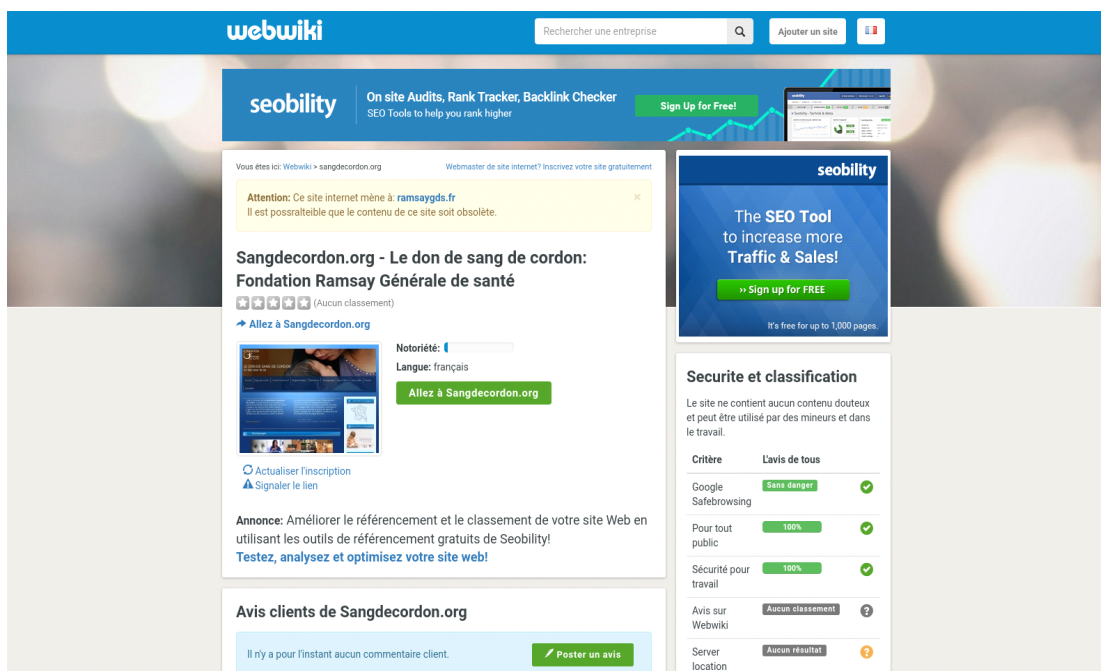 webwiki
Rechercher une entreprise
Ajouter un site
seobility
On site Audits, Rank Tracker, Backlink Checker
SEO Tools to help you rank higher
Sign Up for Free!
Vous êtes ici: Webwiki > sangdecordon.org
Webmaster de site internet? Inscrivez votre site gratuitement
Attention: Ce site internet mène à: ramsaygds.fr
Il est possralteible que le contenu de ce site soit obsolète.
×
Sangdecordon.org - Le don de sang de cordon:
Fondation Ramsay Générale de santé
(Aucun classement)
Allez à Sangdecordon.org
Notoriété:
Langue: français
Allez à Sangdecordon.org
Actualiser l'inscription
Signaler le lien
Annonce: Améliorer le référencement et le classement de votre site Web en
utilisant les outils de référencement gratuits de Seobility!
Testez, analysez et optimisez votre site web!
Avis clients de Sangdecordon.org
Il n'y a pour l'instant aucun commentaire client.
Poster un avis
seobility
The SEO Tool
to increase more
Traffic & Sales!
›› Sign up for FREE
It's free for up to 1,000 pages.
Securite et classification
Le site ne contient aucun contenu douteux
et peut être utilisé par des mineurs et dans
le travail.
Critère L'avis de tous
Google Safebrowsing
Sans danger
Pour tout public
100%
Sécurité pour travail
100%
Avis sur Webwiki
Aucun classement
Server location
Aucun résultat